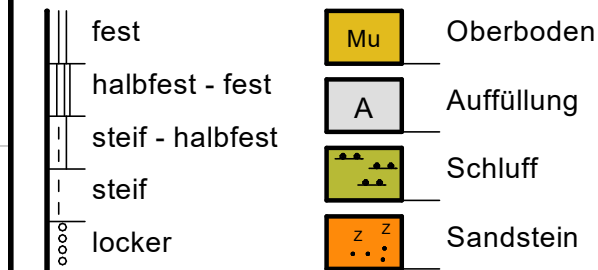 fest
halbfest - fest
steif - halbfest
steif
locker
Mu Oberboden
A Auffüllung
Schluff
z z Sandstein